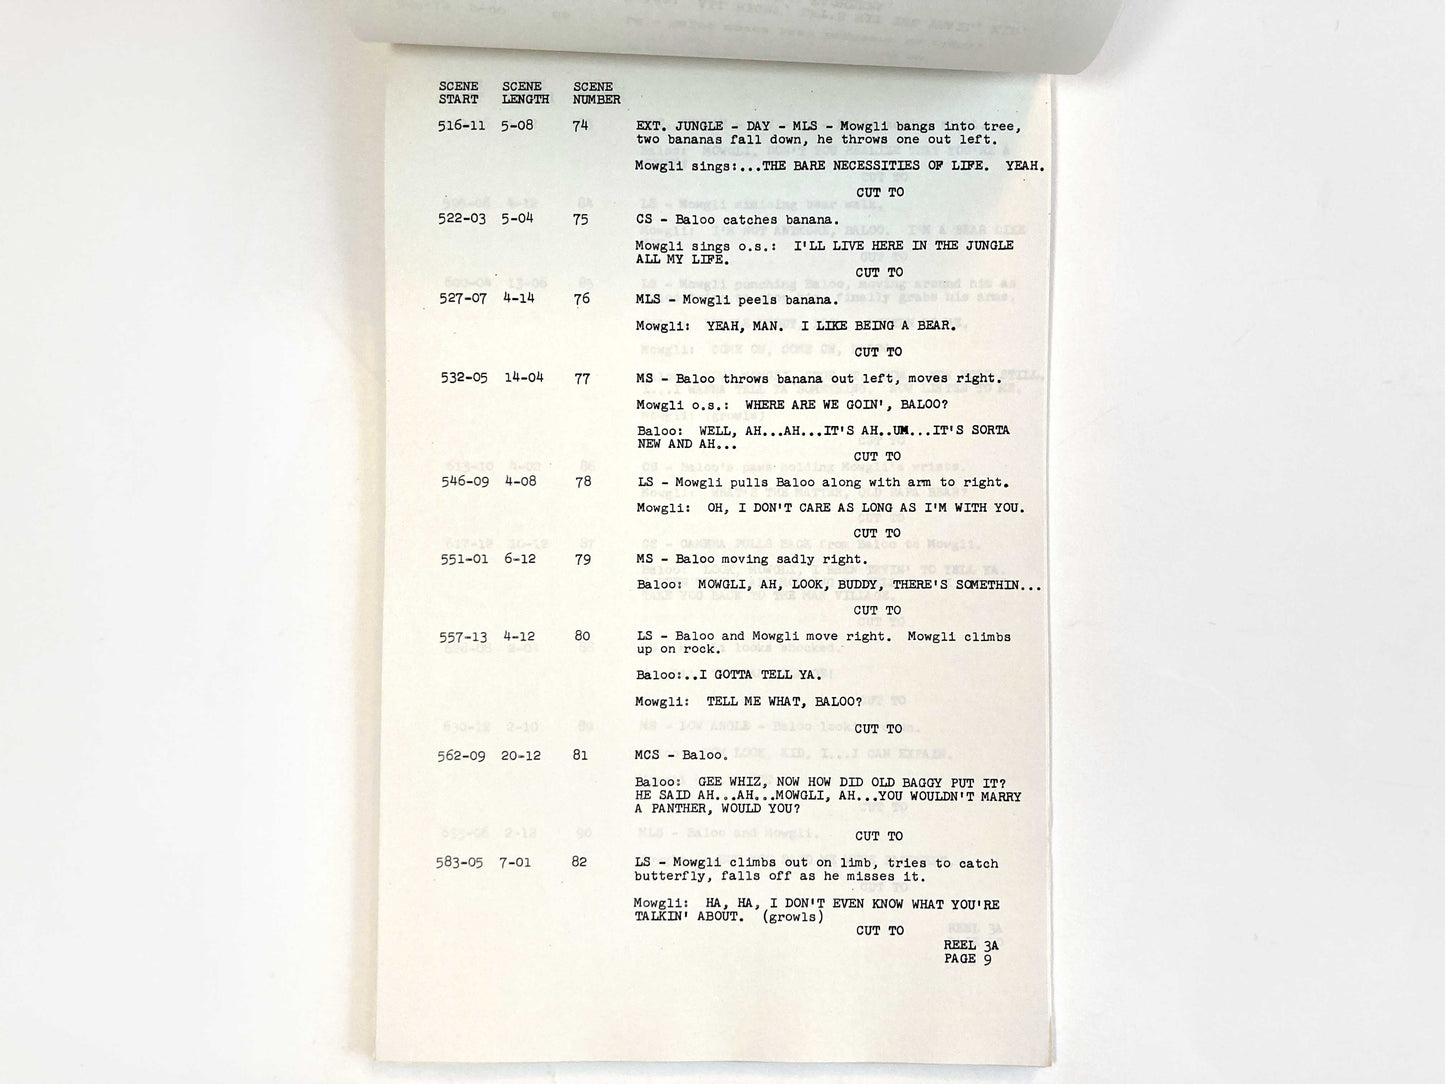 SCENE SCENE SCENE
START LENGTH NUMBER
516-11 5-08 74 EXT. JUNGLE - DAY - MLS - Mowgli bangs into tree,
two bananas fall down, he throws one out left.
Mowgli sings:...THE BARE NECESSITIES OF LIFE. YEAH.
CUT TO
522-03 5-04 75 CS - Baloo catches banana.
Mowgli sings o.s.: I'LL LIVE HERE IN THE JUNGLE
ALL MY LIFE.
CUT TO
527-07 4-14 76 MLS - Mowgli peels banana.
Mowgli: YEAH, MAN. I LIKE BEING A BEAR.
CUT TO
532-05 14-04 77 MS - Baloo throws banana out left, moves right.
Mowgli o.s.: WHERE ARE WE GOIN', BALOO?
Baloo: WELL, AH...AH...IT'S AH..UM...IT'S SORTA
NEW AND AH...
CUT TO
546-09 4-08 78 LS - Mowgli pulls Baloo along with arm to right.
Mowgli: OH, I DON'T CARE AS LONG AS I'M WITH YOU.
CUT TO
551-01 6-12 79 MS - Baloo moving sadly right.
Baloo: MOWGLI, AH, LOOK, BUDDY, THERE'S SOMETHIN...
CUT TO
557-13 4-12 80 LS - Baloo and Mowgli move right. Mowgli climbs
up on rock.
Baloo:..I GOTTA TELL YA.
Mowgli: TELL ME WHAT, BALOO?
CUT TO
562-09 20-12 81 MCS - Baloo.
Baloo: GEE WHIZ, NOW HOW DID OLD BAGGY PUT IT?
HE SAID AH...AH...MOWGLI, AH...YOU WOULDN'T MARRY
A PANTHER, WOULD YOU?
CUT TO
583-05 7-01 82 LS - Mowgli climbs out on limb, tries to catch
butterfly, falls off as he misses it.
Mowgli: HA, HA, I DON'T EVEN KNOW WHAT YOU'RE
TALKIN' ABOUT. (growls)
CUT TO
REEL 3A
PAGE 9